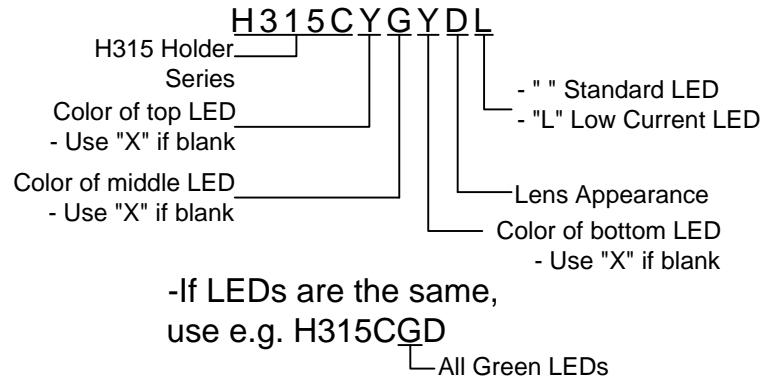 H315CYGYDL
H315 Holder
Series
- " " Standard LED
- "L" Low Current LED
Color of top LED
- Use "X" if blank
Color of middle LED
- Use "X" if blank
Lens Appearance
Color of bottom LED
- Use "X" if blank
-If LEDs are the same,
use e.g. H315CGD
All Green LEDs